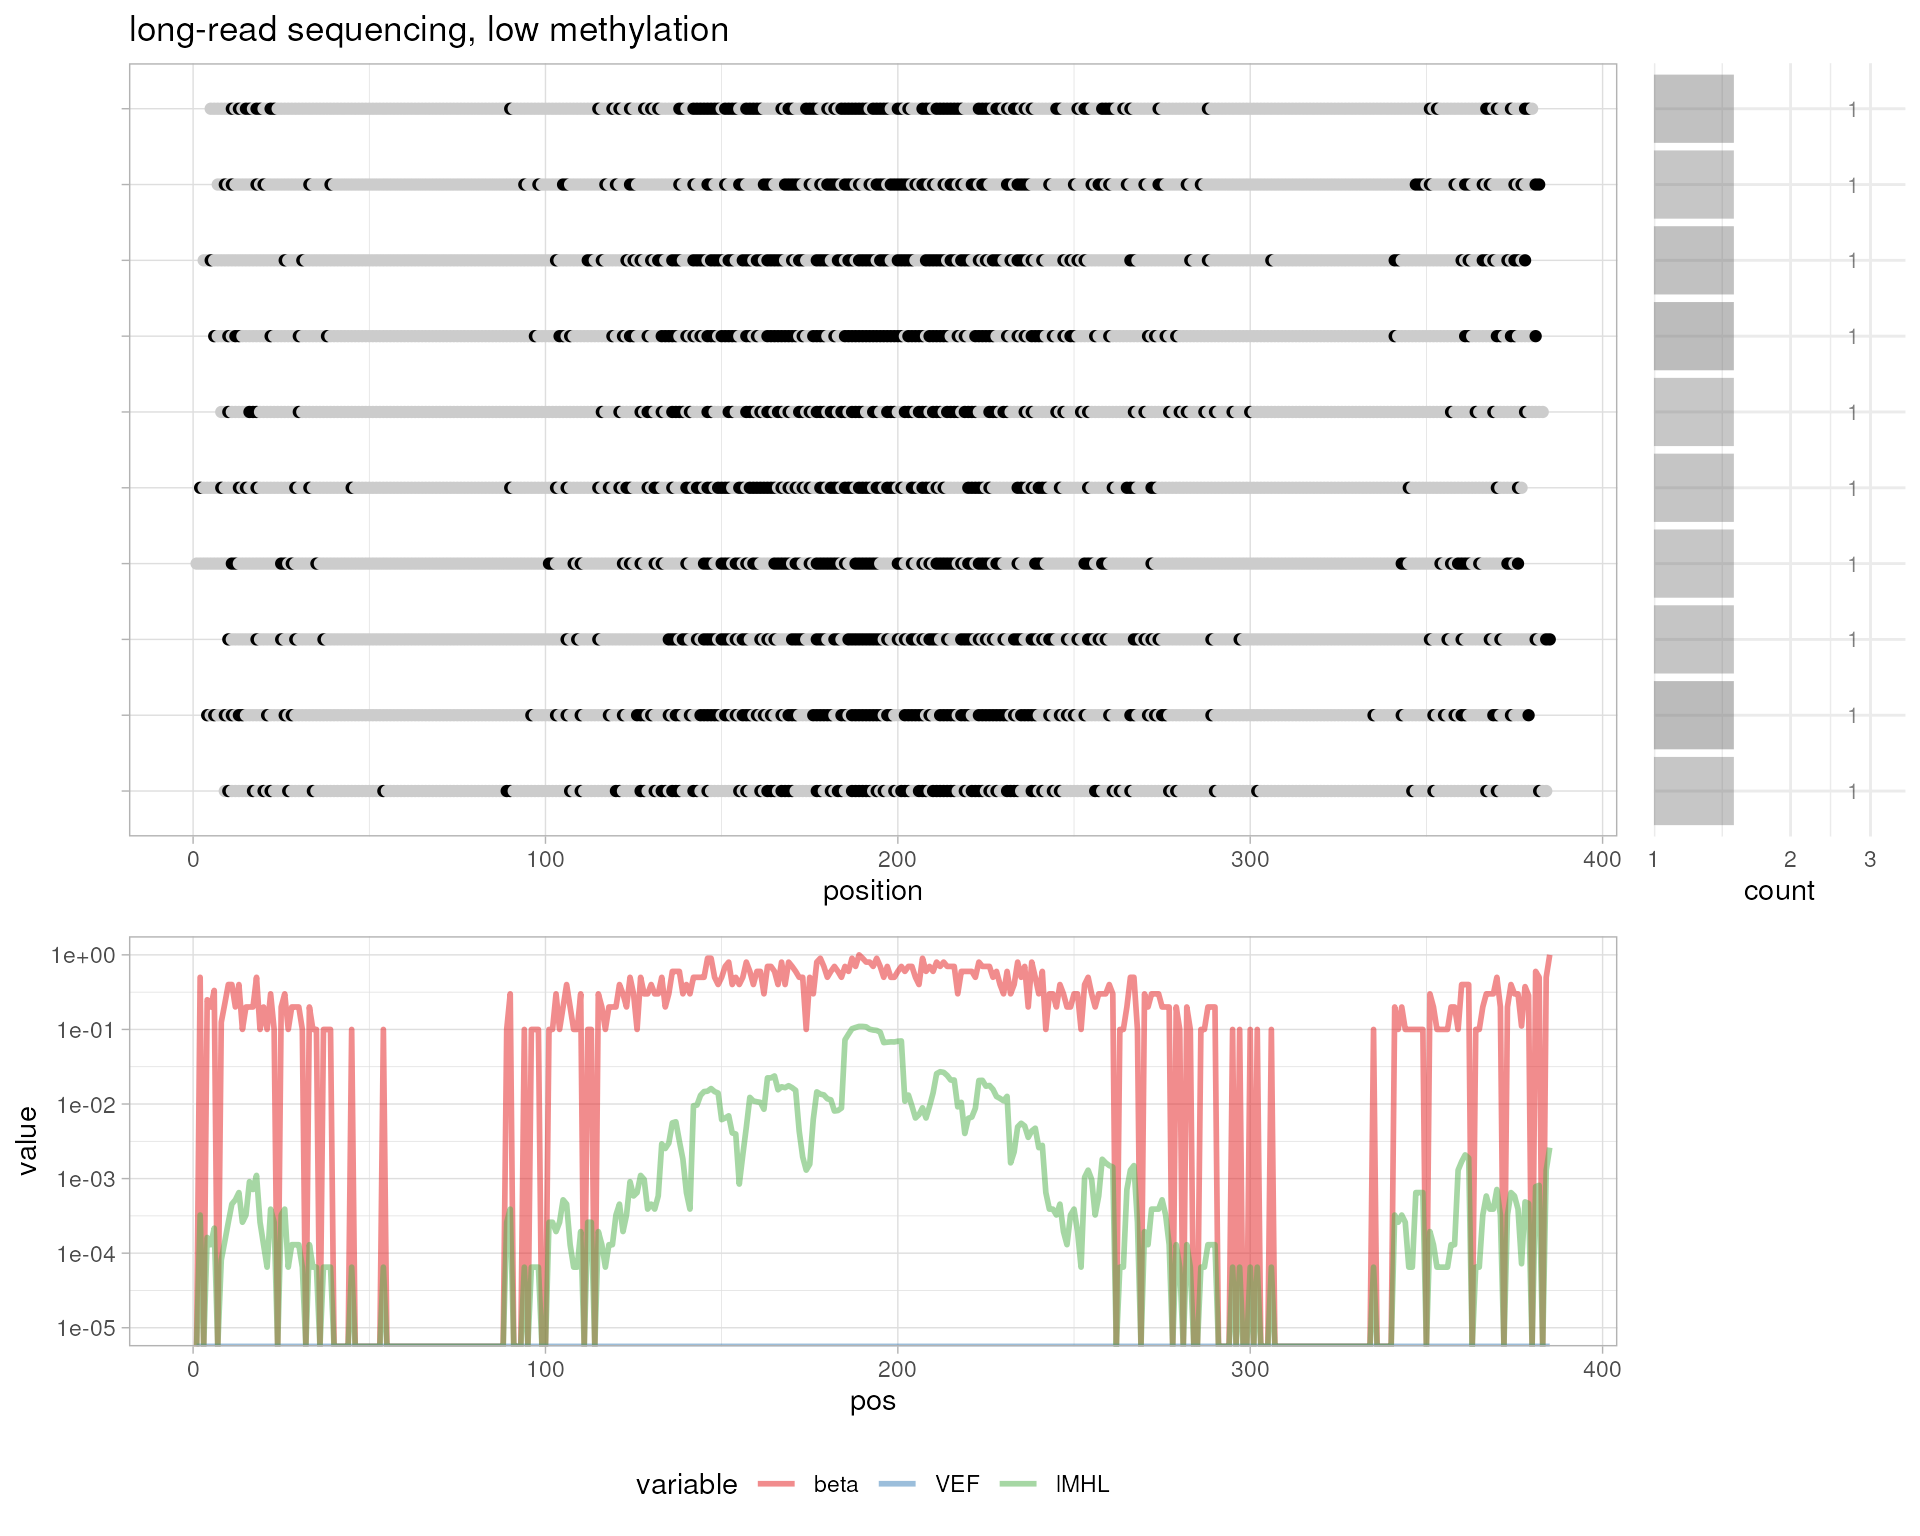 long-read sequencing, low methylation
1
1
1
1
1
1
1
1
1
1
0 100 200 300 400 1 2 3
position count
1e+00
1e-01
1e-02
1e-03
1e-04
1e-05
value
0 100 200 300 400
pos
variable beta VEF lMHL